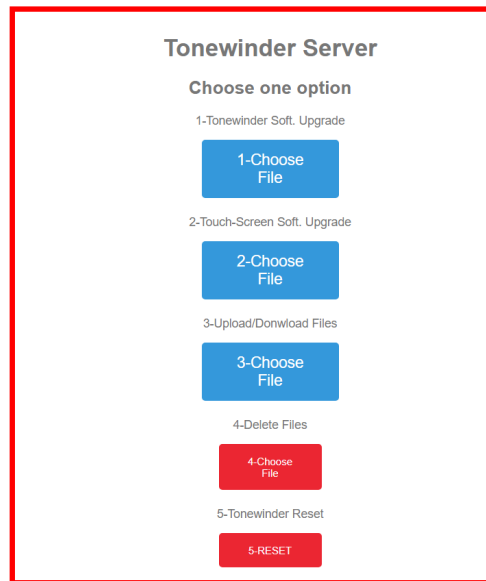 Tonewinder Server
Choose one option
1-Tonewinder Soft. Upgrade
1-Choose
File
2-Touch-Screen Soft. Upgrade
2-Choose
File
3-Upload/Donwload Files
3-Choose
File
4-Delete Files
4-Choose
File
5-Tonewinder Reset
5-RESET